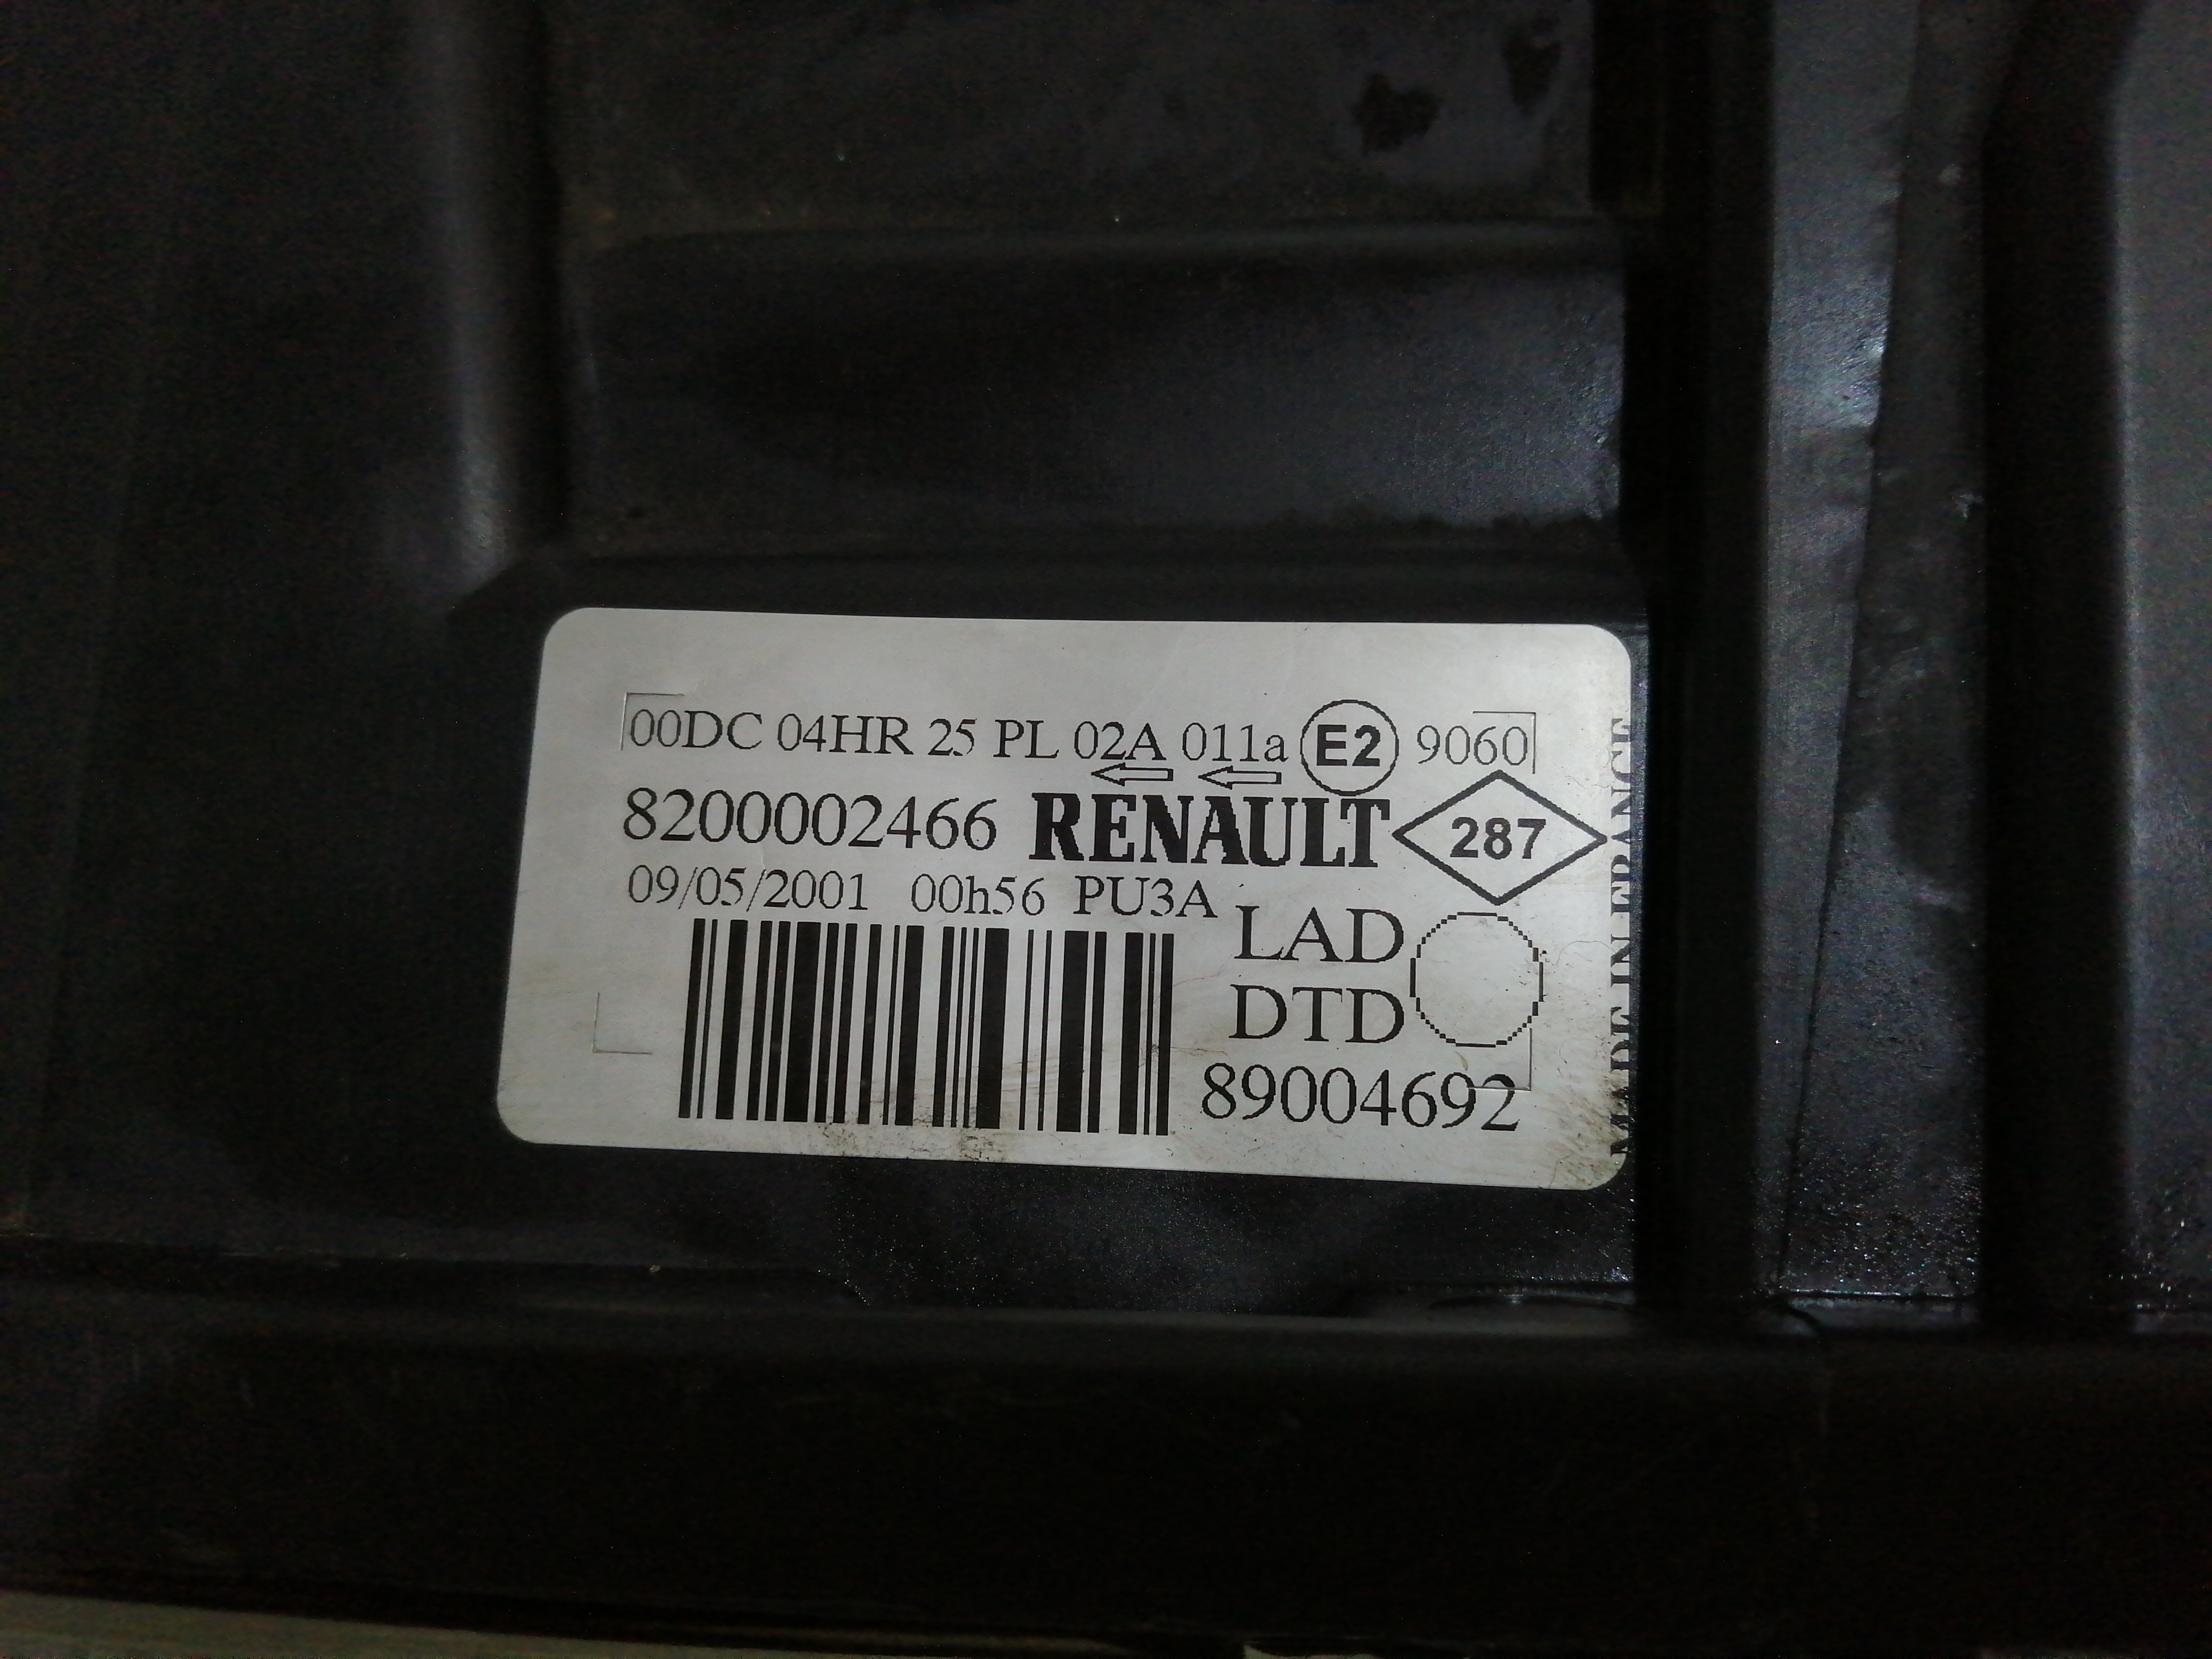 00DC 04HR 25 PL 02A 011a E2 9060
8200002466 RENAULT 287
09/05/2001 00h56 PU3A
LAD
DTD
89004692
MADE IN FRANCE